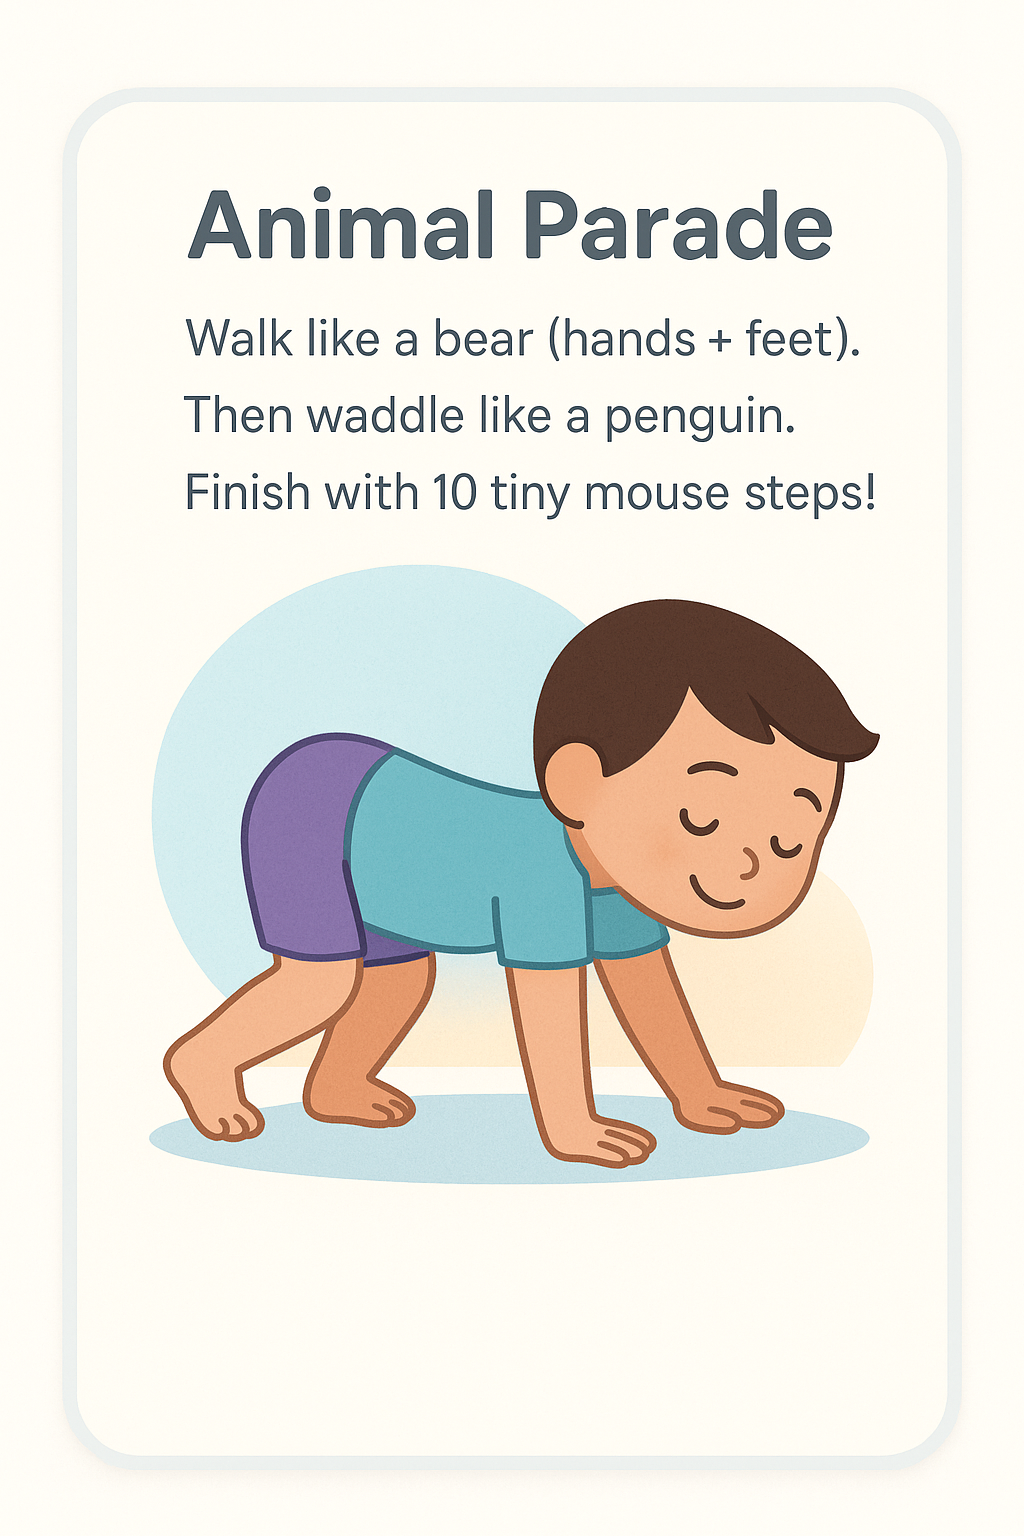 Animal Parade
Walk like a bear (hands + feet).
Then waddle like a penguin.
Finish with 10 tiny mouse steps!